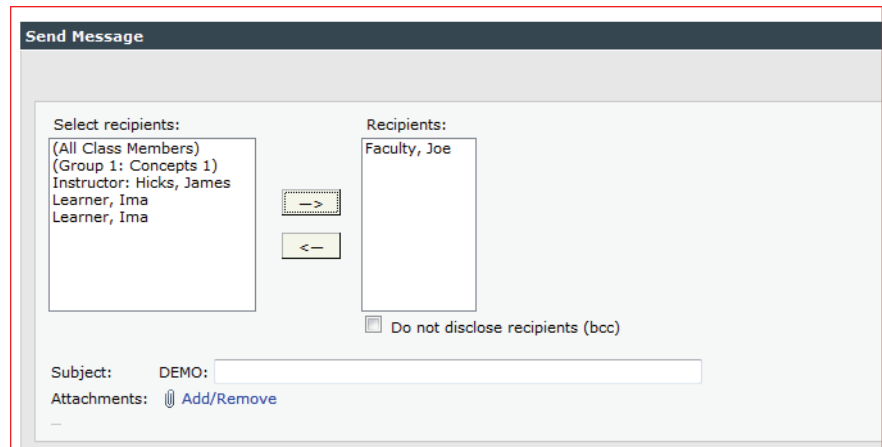 Send Message
Select recipients:
(All Class Members)
(Group 1: Concepts 1)
Instructor: Hicks, James
Learner, Ima
Learner, Ima
-->
<--
Recipients:
Faculty, Joe
Do not disclose recipients (bcc)
Subject: DEMO:
Attachments: Add/Remove